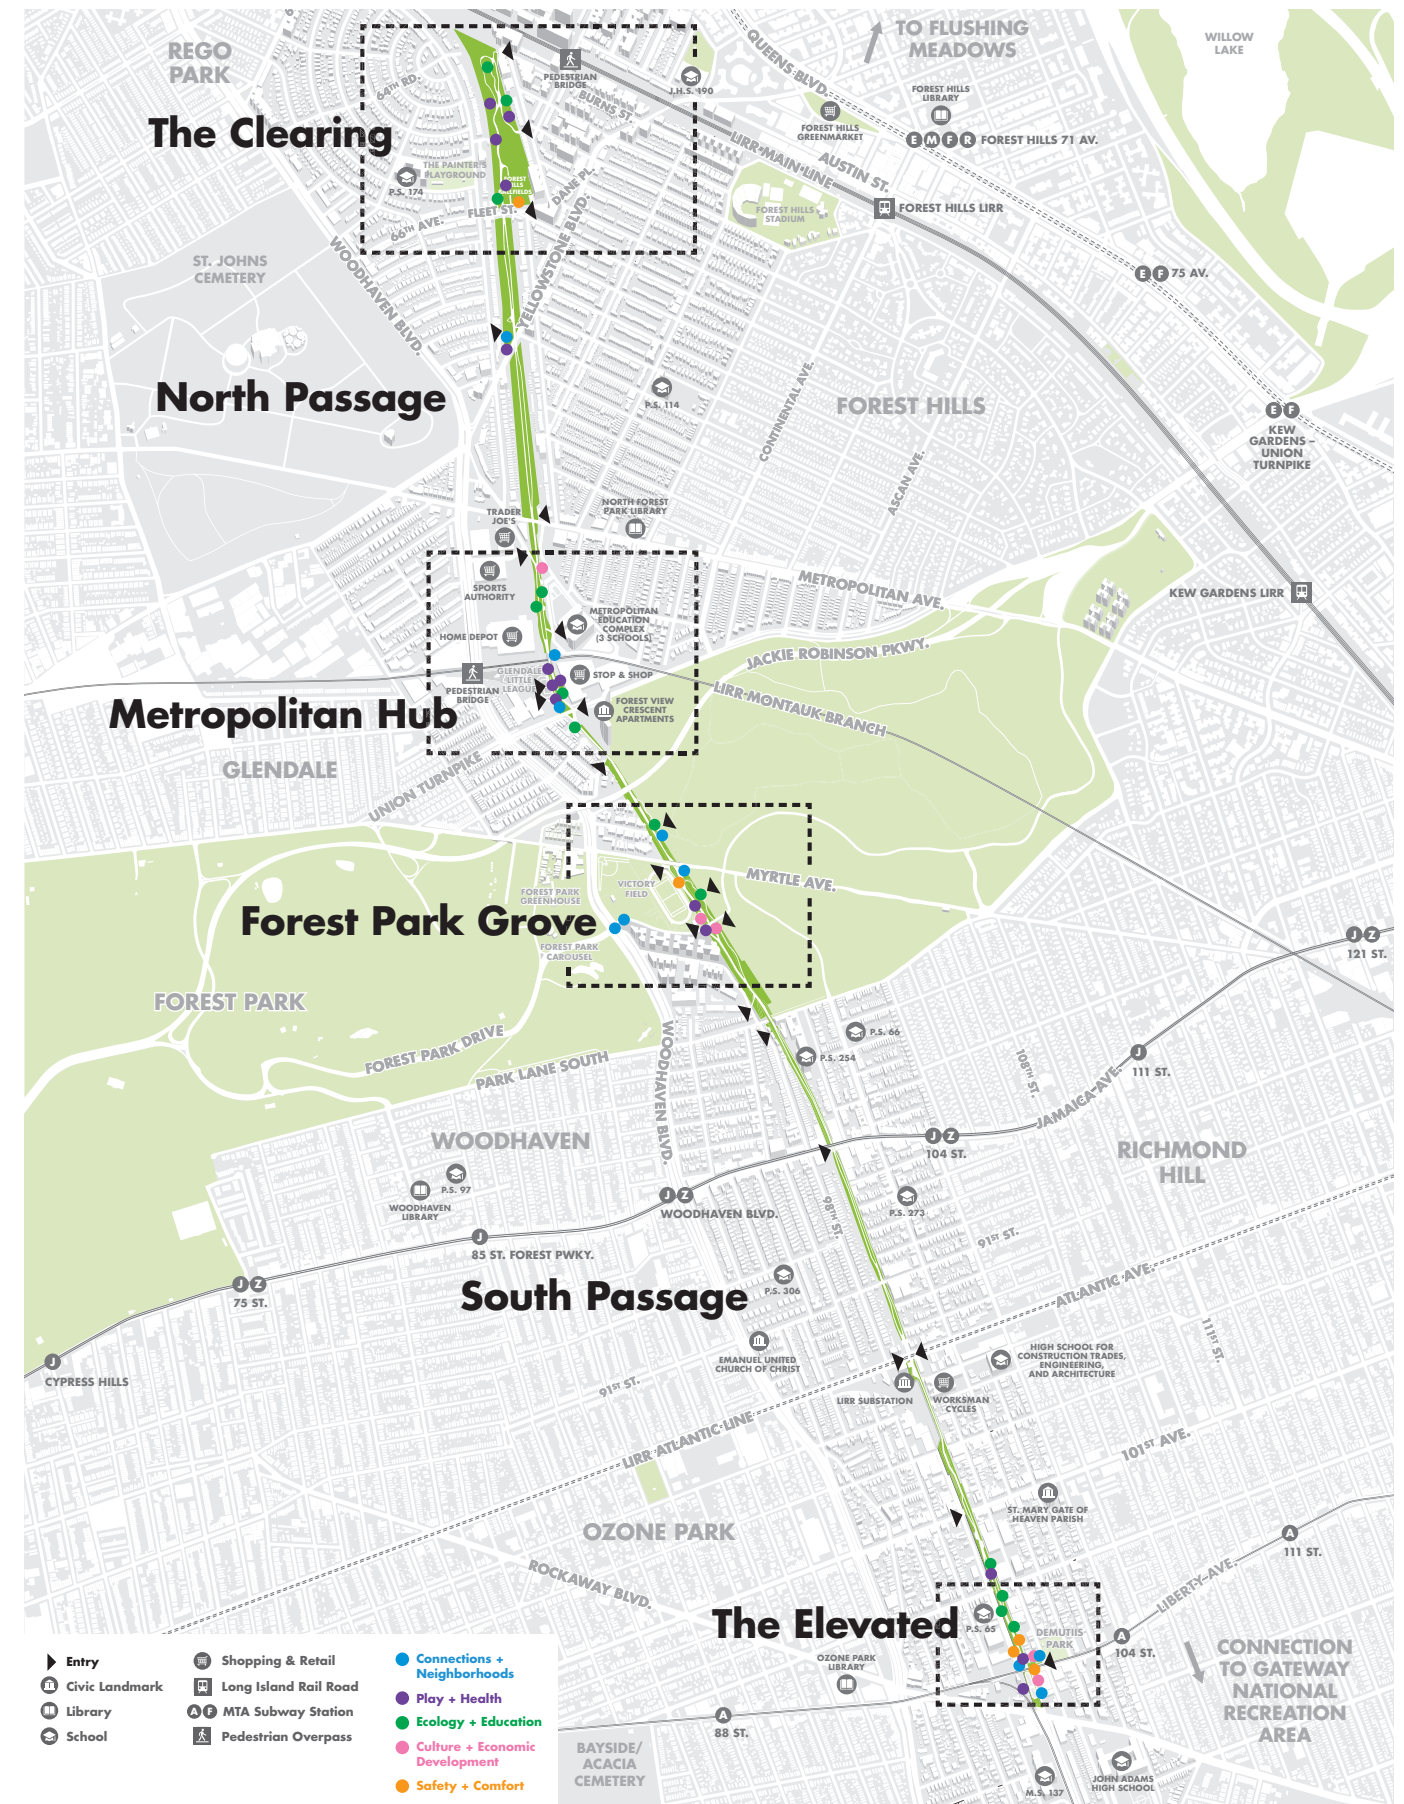 REGO
PARK
64TH RD.
PEDESTRIAN
BRIDGE
BURNS ST.
J.H.S. 190
QUEENS BLVD.
TO FLUSHING
MEADOWS
WILLOW
LAKE
FOREST HILLS
LIBRARY
FOREST HILLS
GREENMARKET
E M F R FOREST HILLS 71 AV.
The Clearing
THE PAINTER'S
PLAYGROUND
P.S. 174
FOREST
HILLS
BALLFIELDS
FLEET ST.
66TH AVE.
DANE PL.
YELLOWSTONE BLVD.
WOODHAVEN BLVD.
LIRR MAIN LINE
AUSTIN ST.
FOREST HILLS
STADIUM
FOREST HILLS LIRR
E F 75 AV.
ST. JOHNS
CEMETERY
North Passage
P.S. 114
CONTINENTAL AVE.
FOREST HILLS
ASCAN AVE.
E F
KEW
GARDENS –
UNION
TURNPIKE
TRADER
JOE'S
NORTH FOREST
PARK LIBRARY
SPORTS
AUTHORITY
METROPOLITAN AVE.
KEW GARDENS LIRR
METROPOLITAN
EDUCATION
COMPLEX
(3 SCHOOLS)
HOME DEPOT
JACKIE ROBINSON PKWY.
GLENDALE
LITTLE
LEAGUE
STOP & SHOP
PEDESTRIAN
BRIDGE
FOREST VIEW
CRESCENT
APARTMENTS
LIRR MONTAUK BRANCH
Metropolitan Hub
GLENDALE
UNION TURNPIKE
VICTORY
FIELD
MYRTLE AVE.
FOREST PARK
GREENHOUSE
Forest Park Grove
FOREST PARK
CAROUSEL
J Z
121 ST.
FOREST PARK
FOREST PARK DRIVE
PARK LANE SOUTH
WOODHAVEN BLVD.
P.S. 66
P.S. 254
108TH ST.
J
111 ST.
JAMAICA AVE.
WOODHAVEN
J Z
104 ST.
RICHMOND
HILL
P.S. 97
WOODHAVEN
LIBRARY
J Z
WOODHAVEN BLVD.
98TH ST.
P.S. 273
91ST ST.
J
85 ST. FOREST PWKY.
J Z
75 ST.
P.S. 306
South Passage
ATLANTIC AVE.
111ST ST.
J
CYPRESS HILLS
EMANUEL UNITED
CHURCH OF CHRIST
HIGH SCHOOL FOR
CONSTRUCTION TRADES,
ENGINEERING,
AND ARCHITECTURE
91ST ST.
LIRR SUBSTATION
WORKSMAN
CYCLES
LIRR ATLANTIC LINE
101ST AVE.
ST. MARY GATE OF
HEAVEN PARISH
OZONE PARK
A
111 ST.
ROCKAWAY BLVD.
LIBERTY AVE.
The Elevated
P.S. 65
DEMUTIIS
PARK
A
104 ST.
OZONE PARK
LIBRARY
CONNECTION
TO GATEWAY
NATIONAL
RECREATION
AREA
A
88 ST.
BAYSIDE/
ACACIA
CEMETERY
M.S. 137
JOHN ADAMS
HIGH SCHOOL
Entry
Civic Landmark
Library
School
Shopping & Retail
Long Island Rail Road
A F MTA Subway Station
Pedestrian Overpass
Connections +
Neighborhoods
Play + Health
Ecology + Education
Culture + Economic
Development
Safety + Comfort